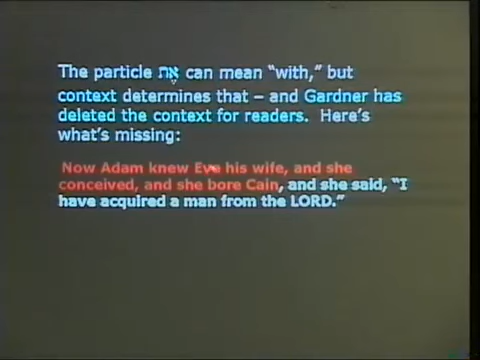 The particle אֶת can mean “with,” but
context determines that – and Gardner has
deleted the context for readers.  Here’s
what’s missing:
Now Adam knew Eve his wife, and she
conceived, and she bore Cain, and she said, “I
have acquired a man from the LORD.”